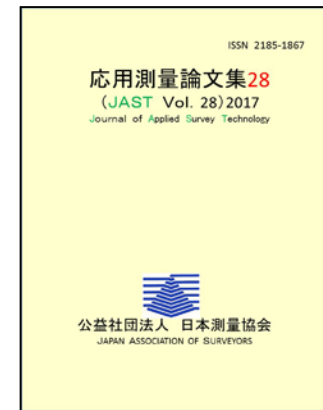 ISSN 2185-1867
応用測量論文集28
(JAST Vol. 28)2017
Journal of Applied Survey Technology
公益社団法人 日本測量協会
JAPAN ASSOCIATION OF SURVEYORS